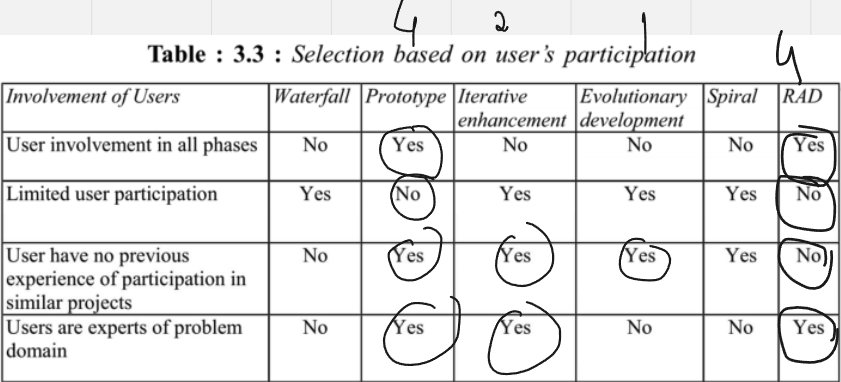 4 2 1 4
Table : 3.3 : Selection based on user's participation
Involvement of Users Waterfall Prototype Iterative enhancement Evolutionary development Spiral RAD
User involvement in all phases No Yes No No No Yes
Limited user participation Yes No Yes Yes Yes No
User have no previous No Yes Yes Yes Yes No
experience of participation in
similar projects
Users are experts of problem No Yes Yes No No Yes
domain